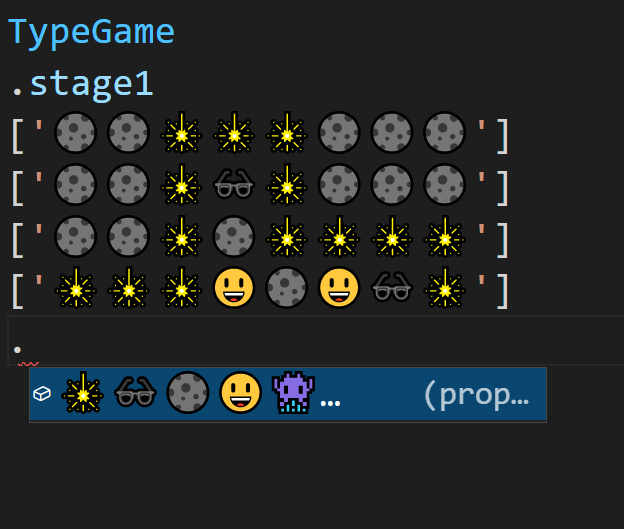 TypeGame
.stage1
['🌑🌑🎇🎇🎇🌑🌑🌑']
['🌑🌑🎇🕶🎇🌑🌑🌑']
['🌑🌑🎇🌑🎇🎇🎇🎇']
['🎇🎇🎇😃🌑😃🕶🎇']
.
🎇🕶🌑😃👾… (prop…